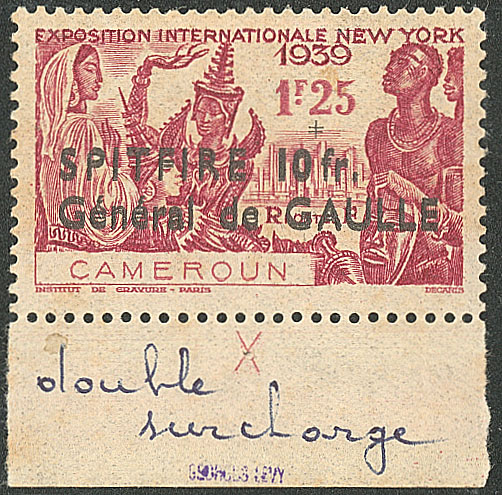 EXPOSITION INTERNATIONALE NEW YORK
1939
1F25
SPITFIRE 10fr.
Général de GAULLE
CAMEROUN
INSTITUT DE GRAVURE - PARIS
DECARIS
X
double
surcharge
GEORGES LEVY